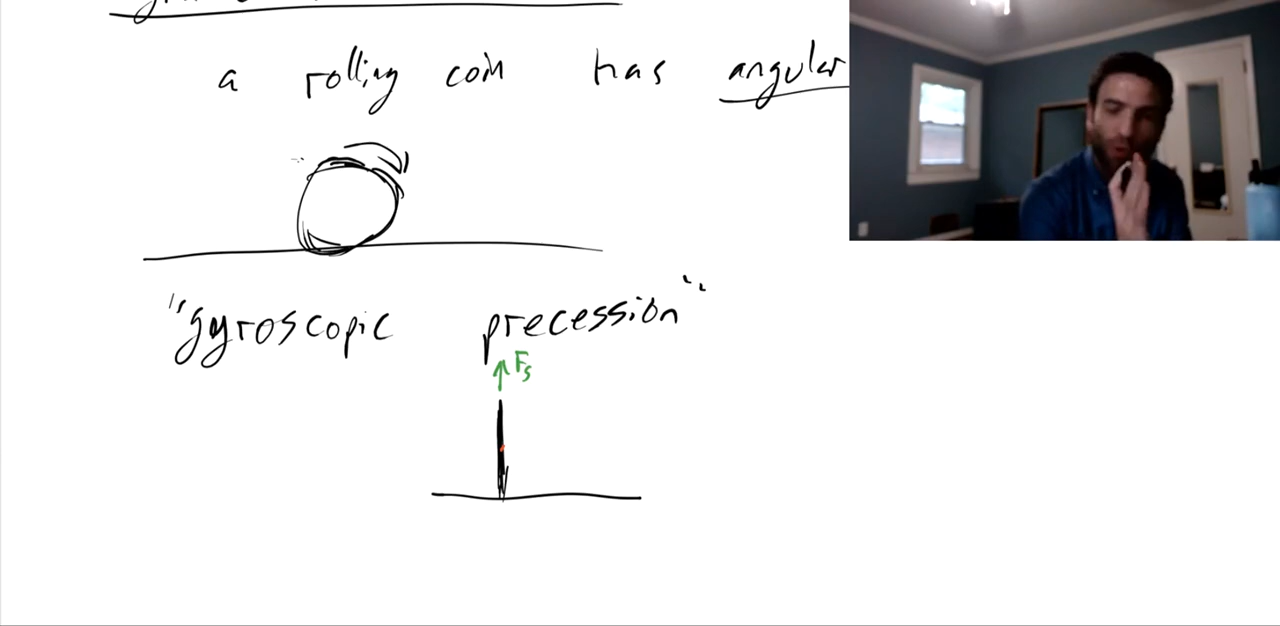 a rolling coin has angular
"gyroscopic precession"
Fs